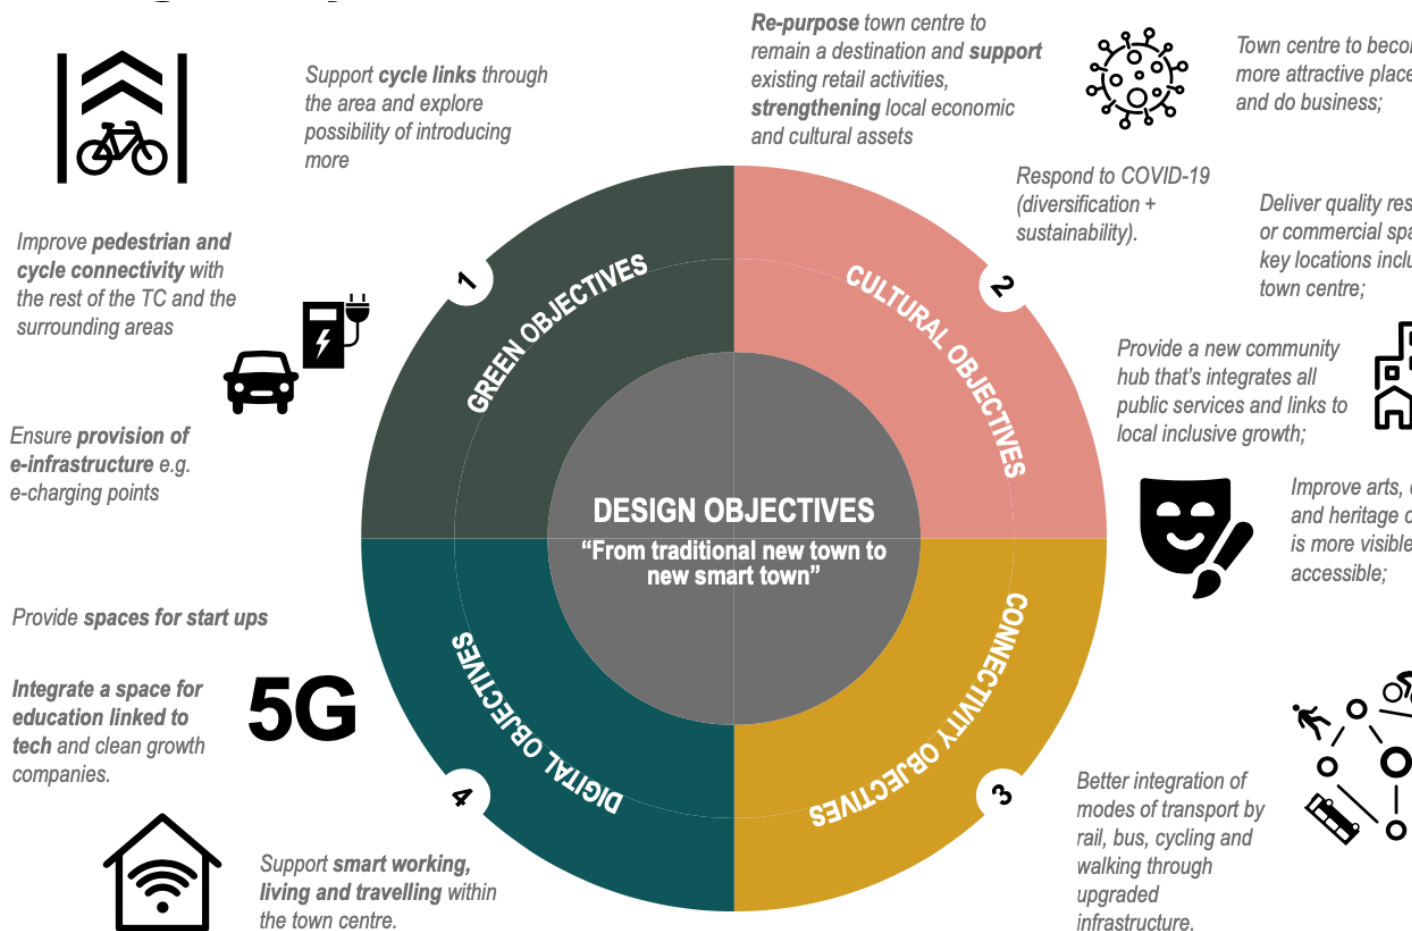 Support cycle links through
the area and explore
possibility of introducing
more
Improve pedestrian and
cycle connectivity with
the rest of the TC and the
surrounding areas
Ensure provision of
e-infrastructure e.g.
e-charging points
1
GREEN OBJECTIVES
Re-purpose town centre to
remain a destination and support
existing retail activities,
strengthening local economic
and cultural assets
Town centre to
more attractive place
and do business;
Respond to COVID-19
(diversification +
sustainability).
Deliver quality
or commercial
key locations
town centre;
Provide a new community
hub that's integrates all
public services and links to
local inclusive growth;
Improve arts,
and heritage
is more visible
accessible;
2
CULTURAL OBJECTIVES
DESIGN OBJECTIVES
“From traditional new town to
new smart town”
3
CONNECTIVITY OBJECTIVES
Better integration of
modes of transport by
rail, bus, cycling and
walking through
upgraded
infrastructure.
4
DIGITAL OBJECTIVES
Provide spaces for start ups
Integrate a space for
education linked to
tech and clean growth
companies.
5G
Support smart working,
living and travelling within
the town centre.